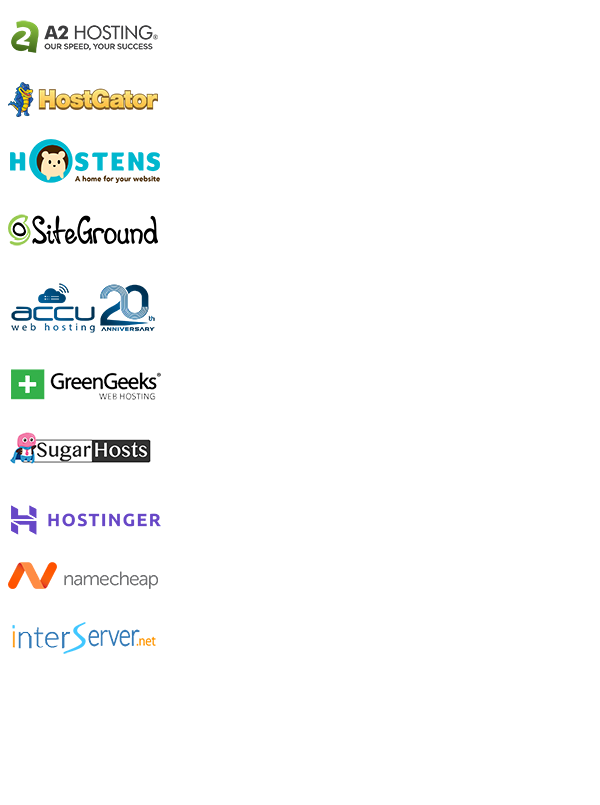 A2 HOSTING®
OUR SPEED, YOUR SUCCESS
HostGator
HOSTENS
A home for your website
SiteGround
accu 20th
web hosting ANNIVERSARY
GreenGeeks®
WEB HOSTING
SugarHosts
HOSTINGER
namecheap
interServer.net